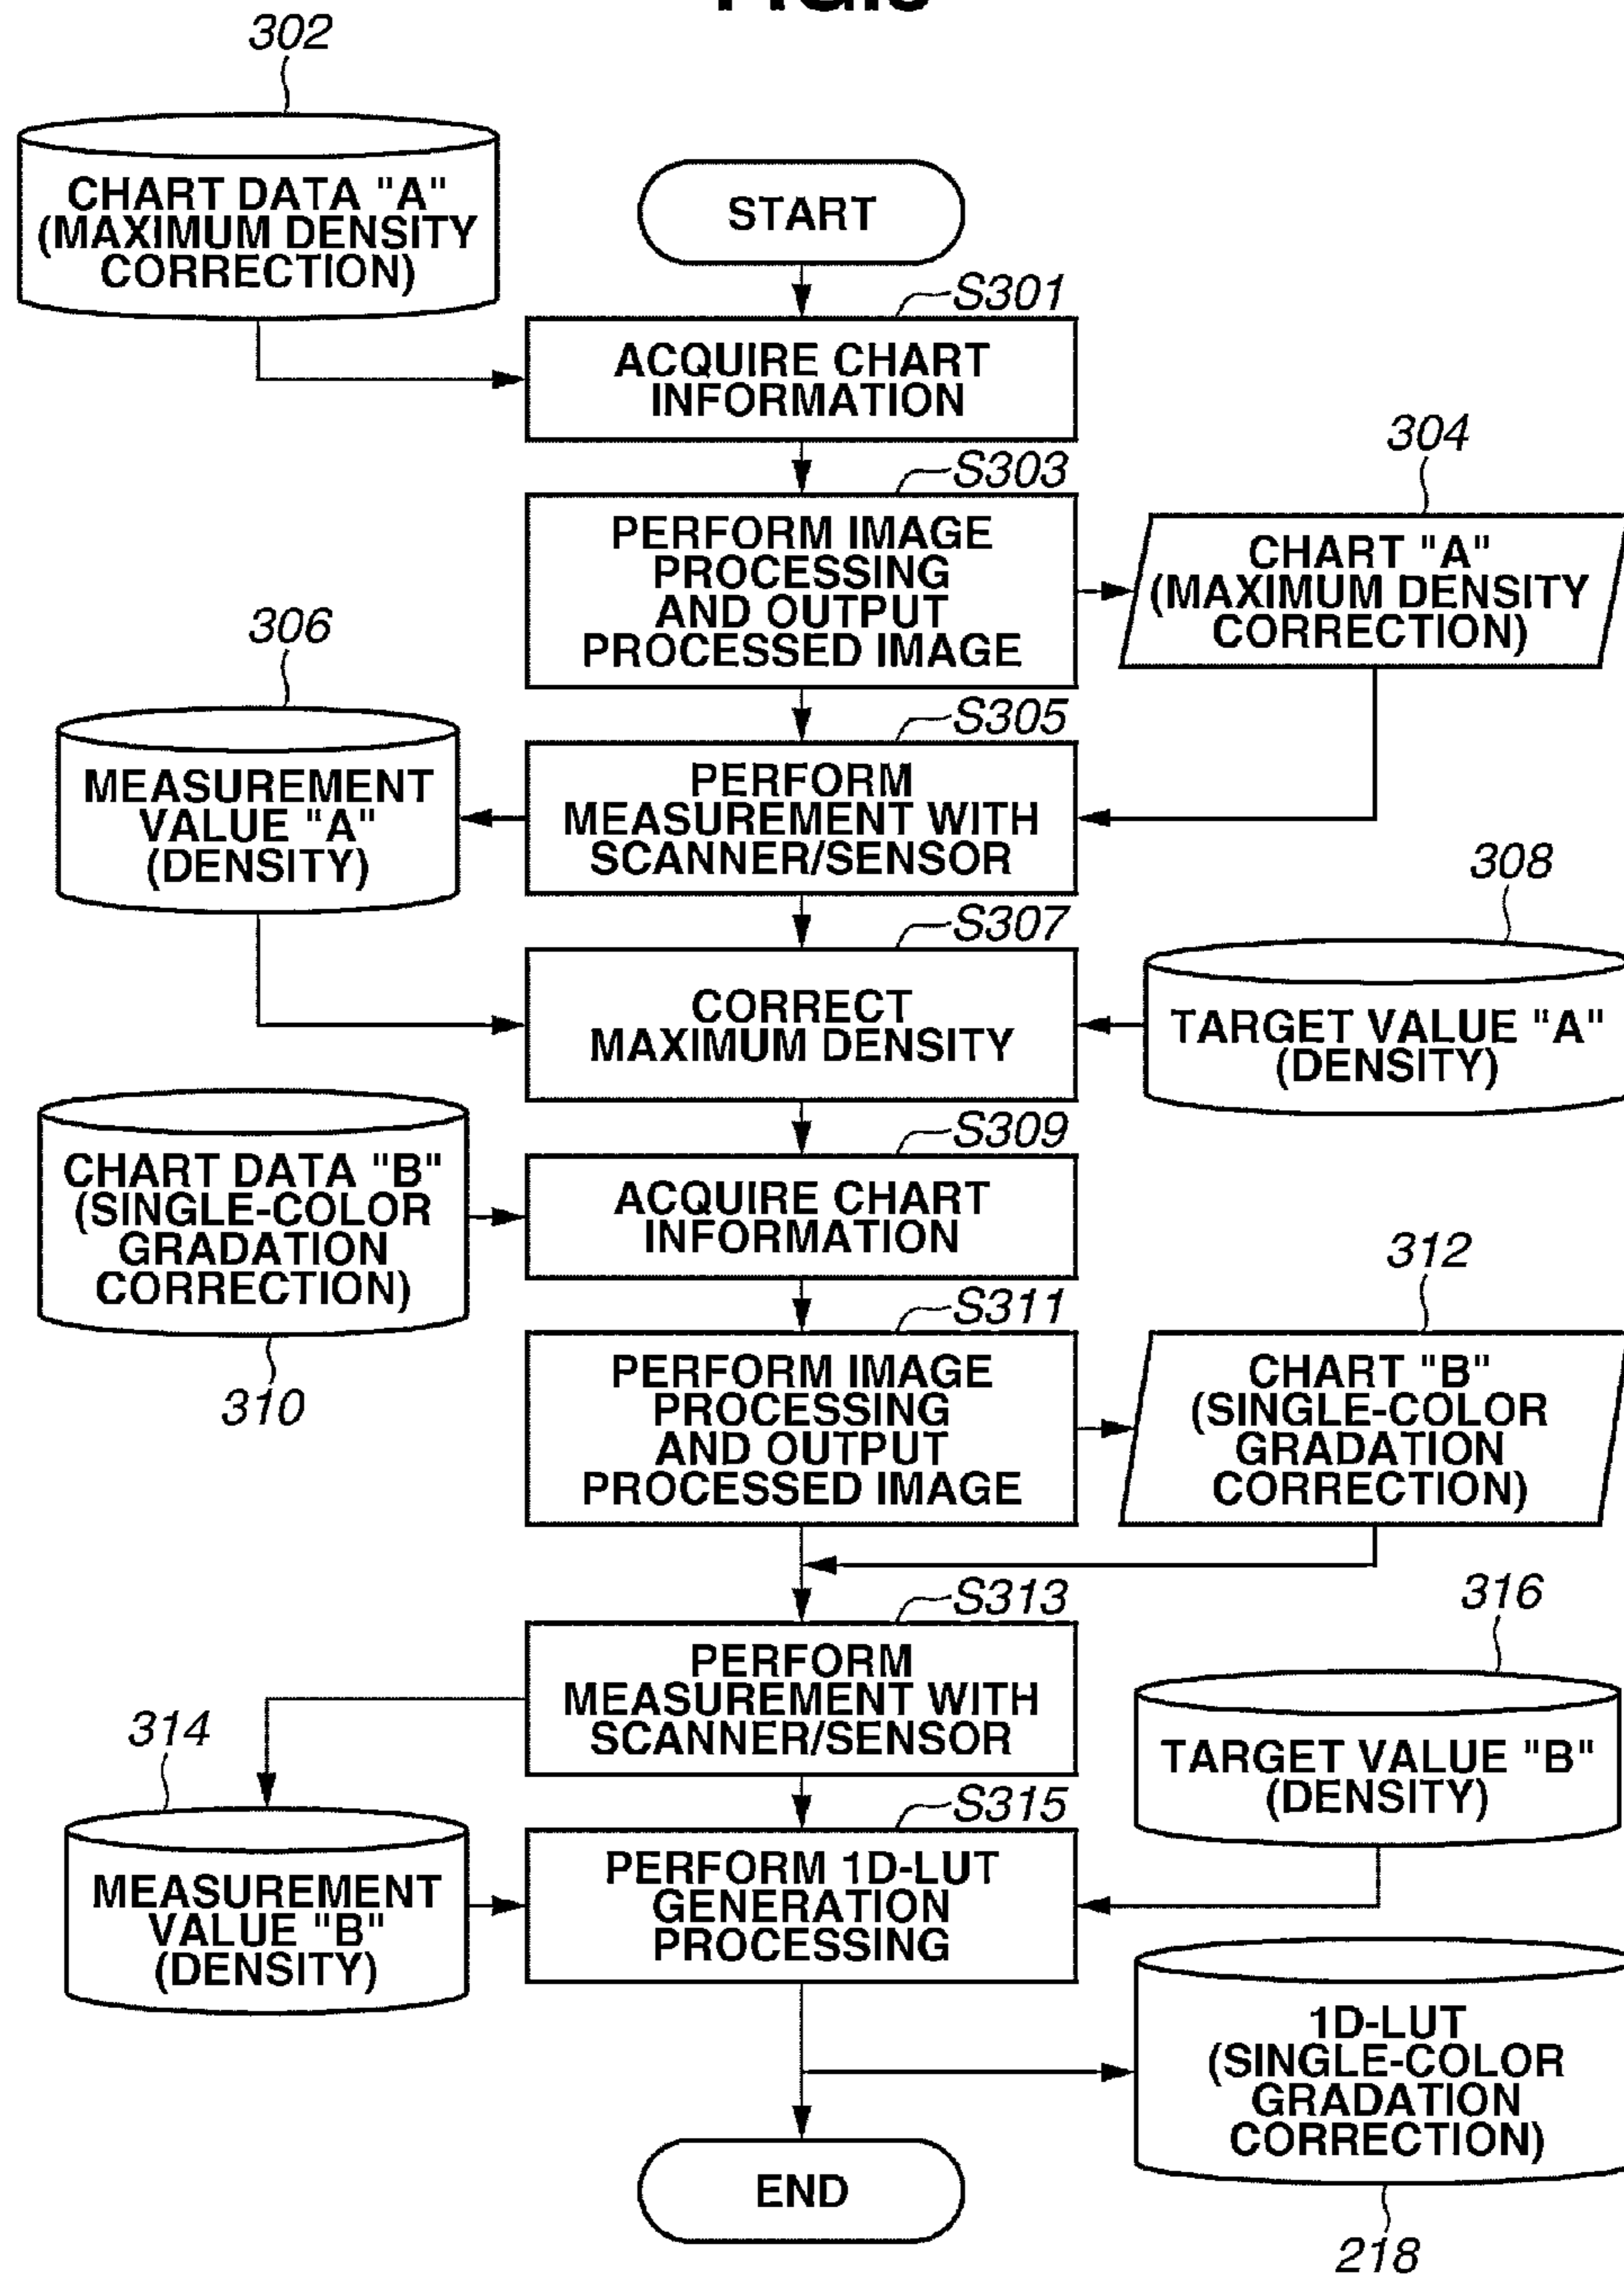 302
CHART DATA "A"
(MAXIMUM DENSITY
CORRECTION)
START
S301
ACQUIRE CHART
INFORMATION
S303
PERFORM IMAGE
PROCESSING
AND OUTPUT
PROCESSED IMAGE
304
CHART "A"
(MAXIMUM DENSITY
CORRECTION)
306
MEASUREMENT
VALUE "A"
(DENSITY)
S305
PERFORM
MEASUREMENT WITH
SCANNER/SENSOR
308
TARGET VALUE "A"
(DENSITY)
S307
CORRECT
MAXIMUM DENSITY
CHART DATA "B"
(SINGLE-COLOR
GRADATION
CORRECTION)
310
S309
ACQUIRE CHART
INFORMATION
S311
PERFORM IMAGE
PROCESSING
AND OUTPUT
PROCESSED IMAGE
312
CHART "B"
(SINGLE-COLOR
GRADATION
CORRECTION)
S313
PERFORM
MEASUREMENT WITH
SCANNER/SENSOR
316
TARGET VALUE "B"
(DENSITY)
314
MEASUREMENT
VALUE "B"
(DENSITY)
S315
PERFORM 1D-LUT
GENERATION
PROCESSING
1D-LUT
(SINGLE-COLOR
GRADATION
CORRECTION)
218
END